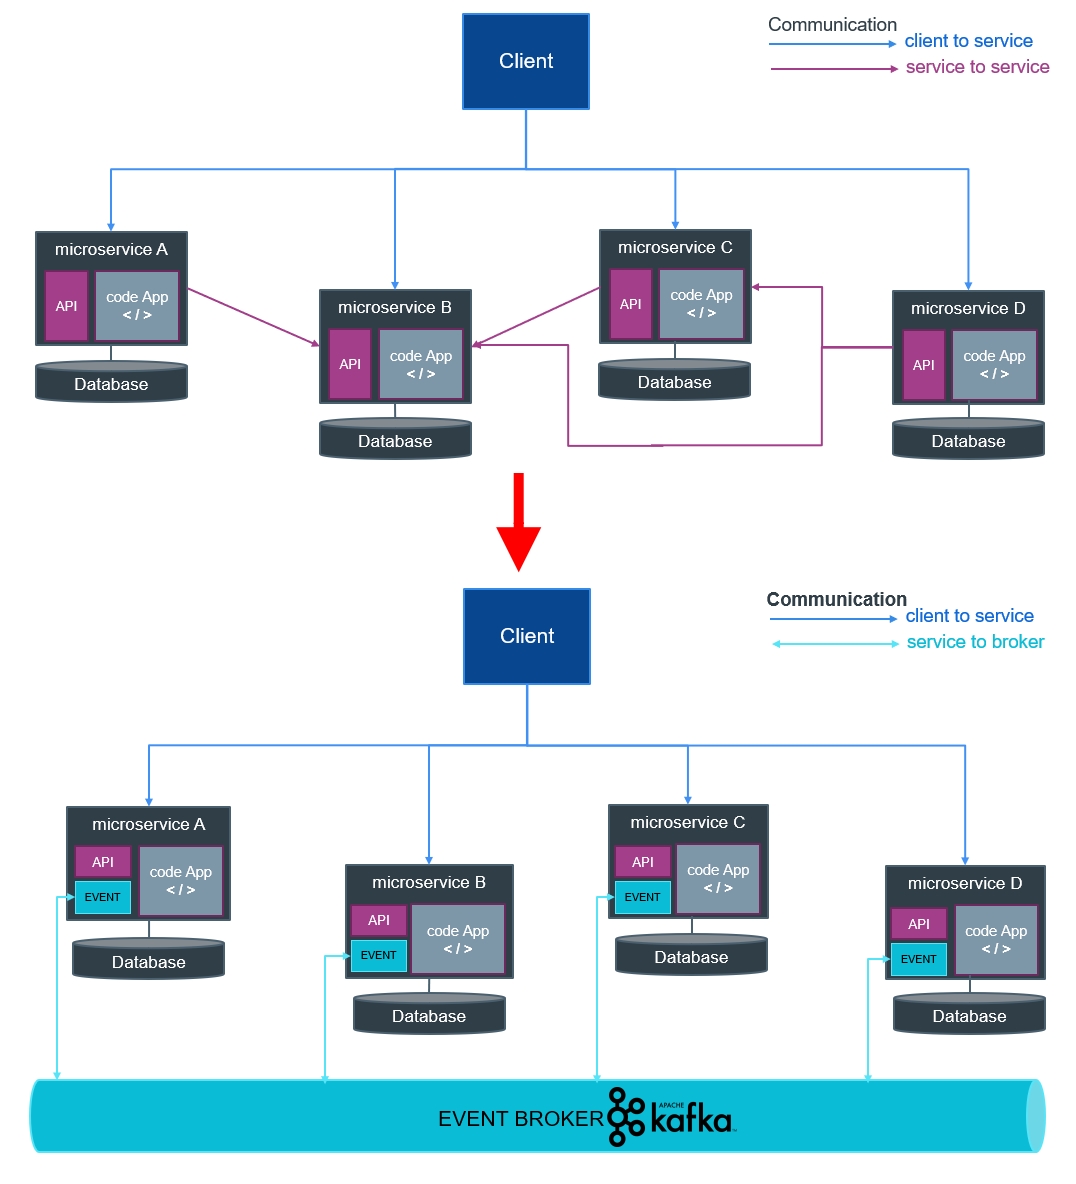 Communication
client to service
service to service
Client
microservice A
API
code App
< / >
Database
microservice B
API
code App
< / >
Database
microservice C
API
code App
< / >
Database
microservice D
API
code App
< / >
Database
Communication
client to service
service to broker
Client
microservice A
API
EVENT
code App
< / >
Database
microservice B
API
EVENT
code App
< / >
Database
microservice C
API
EVENT
code App
< / >
Database
microservice D
API
EVENT
code App
< / >
Database
EVENT BROKER
APACHE
kafka